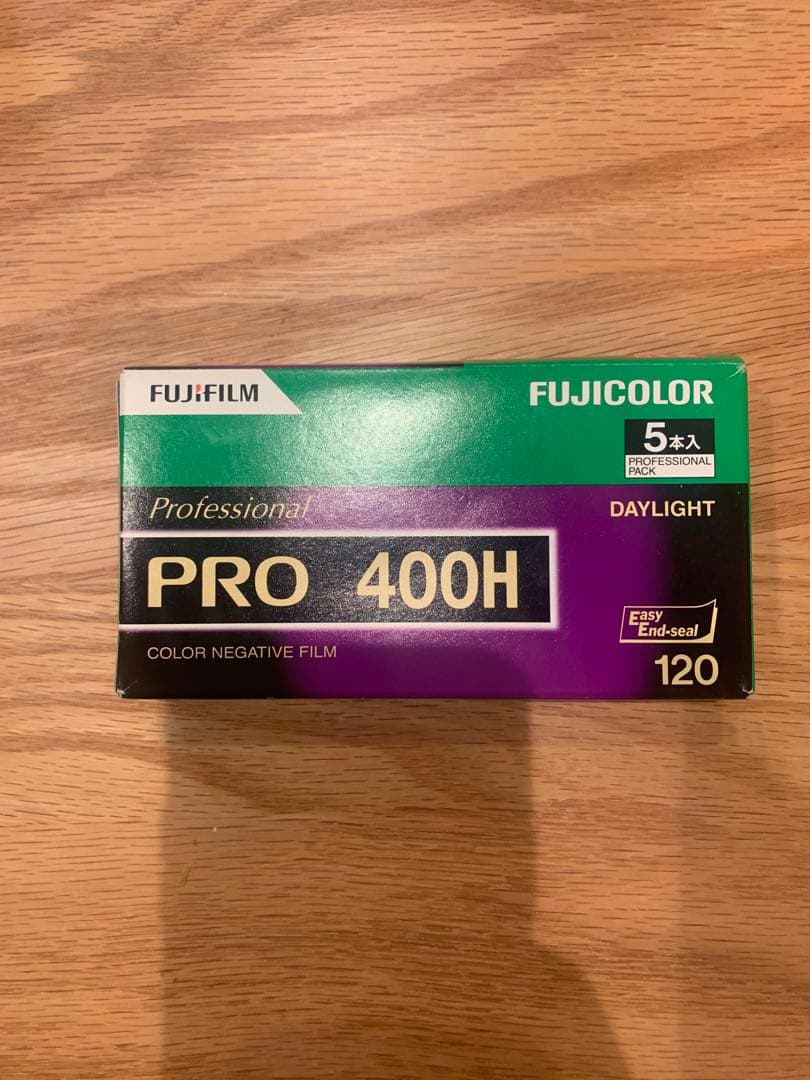 FUJIFILM
FUJICOLOR
5本入
PROFESSIONAL
PACK
Professional
DAYLIGHT
PRO 400H
Easy
End-seal
COLOR NEGATIVE FILM
120